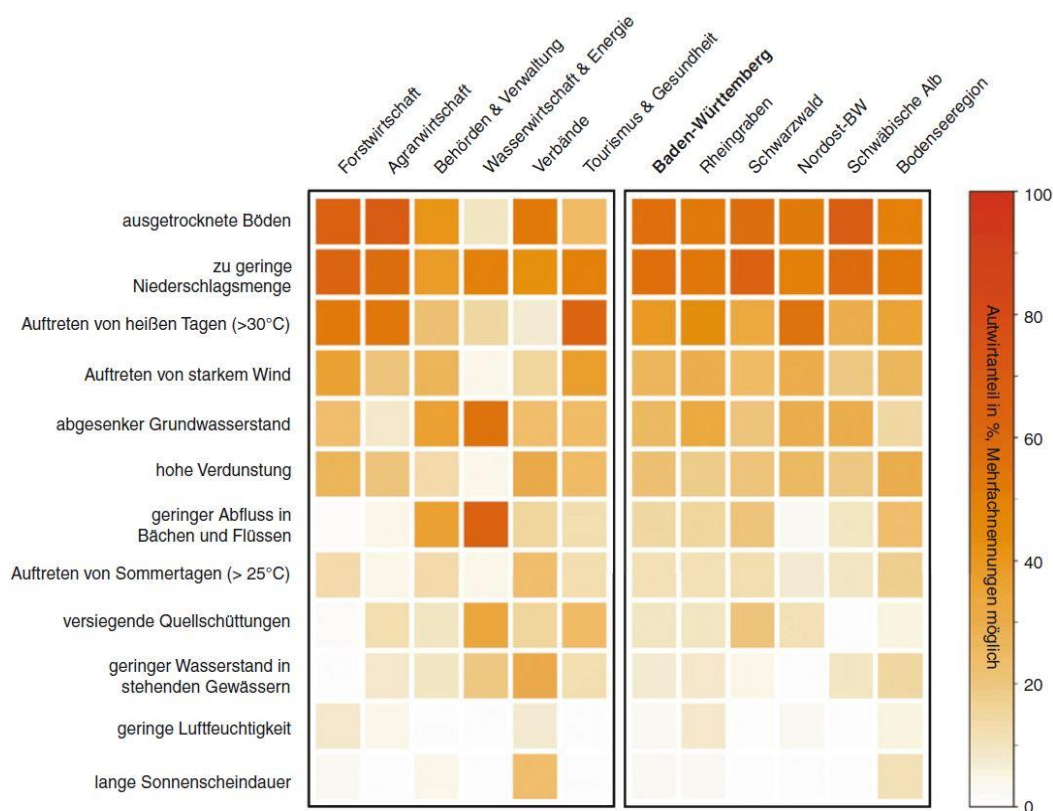 Forstwirtschaft
Agrarwirtschaft
Behörden & Verwaltung
Wasserwirtschaft & Energie
Verbände
Tourismus & Gesundheit
Baden-Württemberg
Rheingraben
Schwarzwald
Nordost-BW
Schwäbische Alb
Bodenseeregion
ausgetrocknete Böden
zu geringe
Niederschlagsmenge
Auftreten von heißen Tagen (>30°C)
Auftreten von starkem Wind
abgesenker Grundwasserstand
hohe Verdunstung
geringer Abfluss in
Bächen und Flüssen
Auftreten von Sommertagen (> 25°C)
versiegende Quellschüttungen
geringer Wasserstand in
stehenden Gewässern
geringe Luftfeuchtigkeit
lange Sonnenscheindauer
100
80
60
40
20
0
Autwirtanteil in %, Mehrfachnennungen möglich